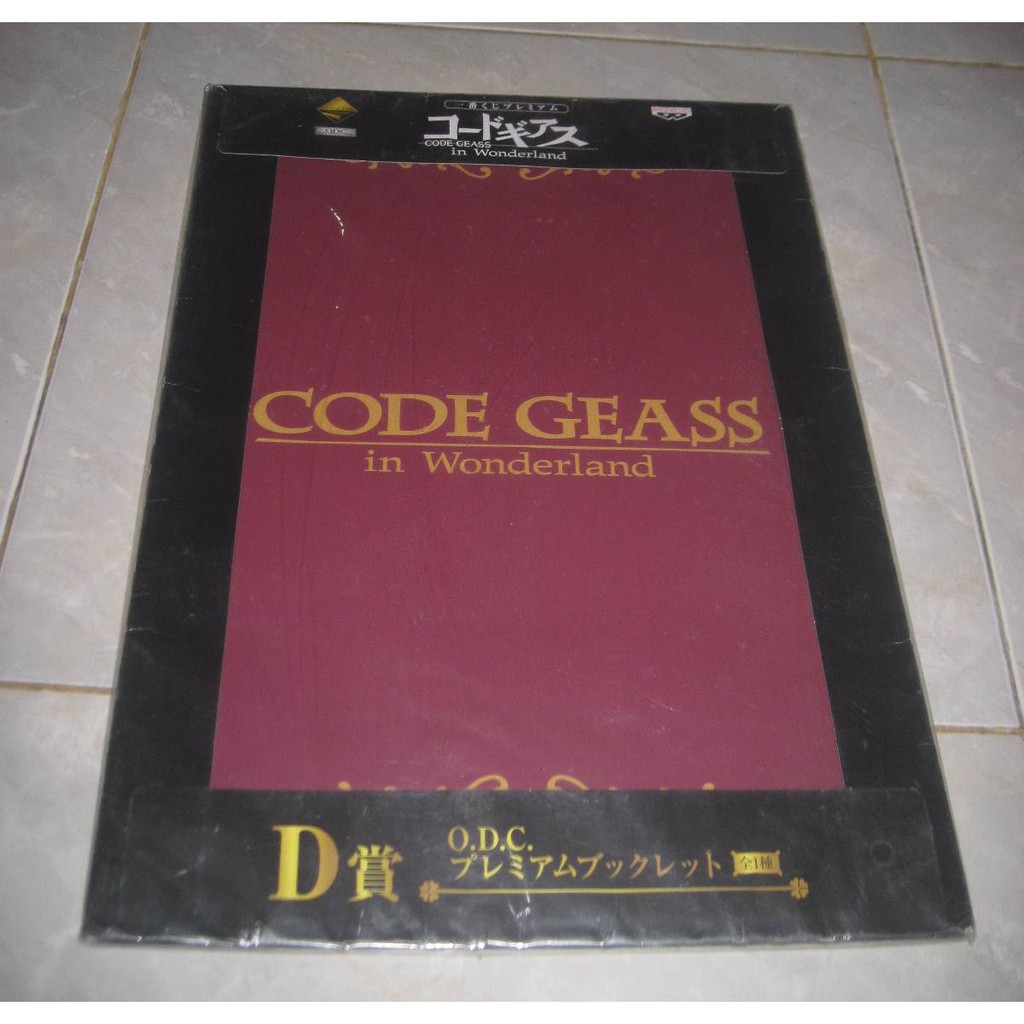 一番くじプレミアム
コードギアス
CODE GEASS
in Wonderland
ODC
CODE GEASS
in Wonderland
D賞
O.D.C.
プレミアムブックレット 全1種